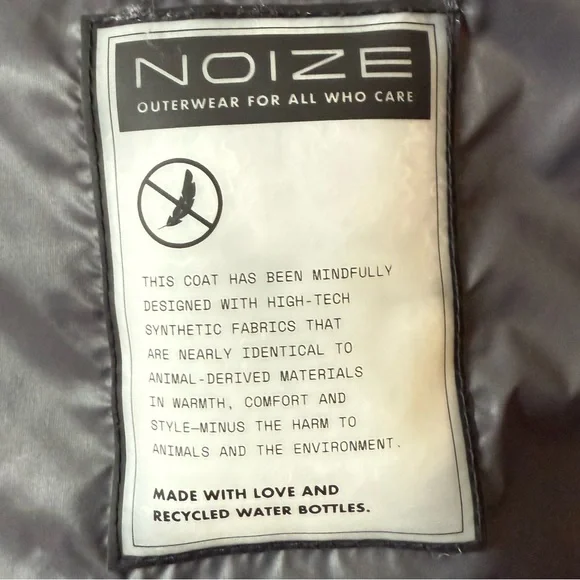 NOIZE
OUTERWEAR FOR ALL WHO CARE
THIS COAT HAS BEEN MINDFULLY
DESIGNED WITH HIGH-TECH
SYNTHETIC FABRICS THAT
ARE NEARLY IDENTICAL TO
ANIMAL-DERIVED MATERIALS
IN WARMTH, COMFORT AND
STYLE—MINUS THE HARM TO
ANIMALS AND THE ENVIRONMENT.
MADE WITH LOVE AND
RECYCLED WATER BOTTLES.